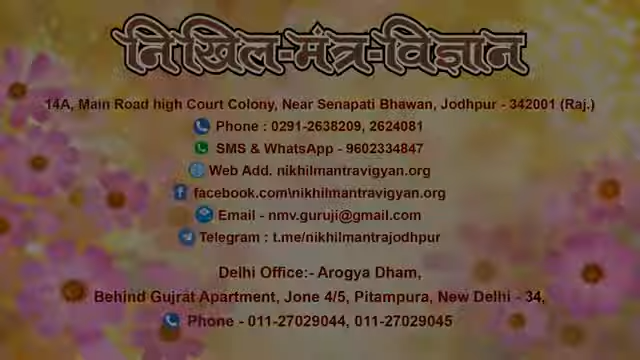 निखिल-मंत्र-विज्ञान
14A, Main Road high Court Colony, Near Senapati Bhawan, Jodhpur - 342001 (Raj.)
Phone : 0291-2638209, 2624081
SMS & WhatsApp - 9602334847
Web Add. nikhilmantravigyan.org
facebook.com\nikhilmantravigyan.org
Email - nmv.guruji@gmail.com
Telegram : t.me/nikhilmantrajodhpur
Delhi Office:- Arogya Dham,
Behind Gujrat Apartment, Jone 4/5, Pitampura, New Delhi - 34,
Phone - 011-27029044, 011-27029045